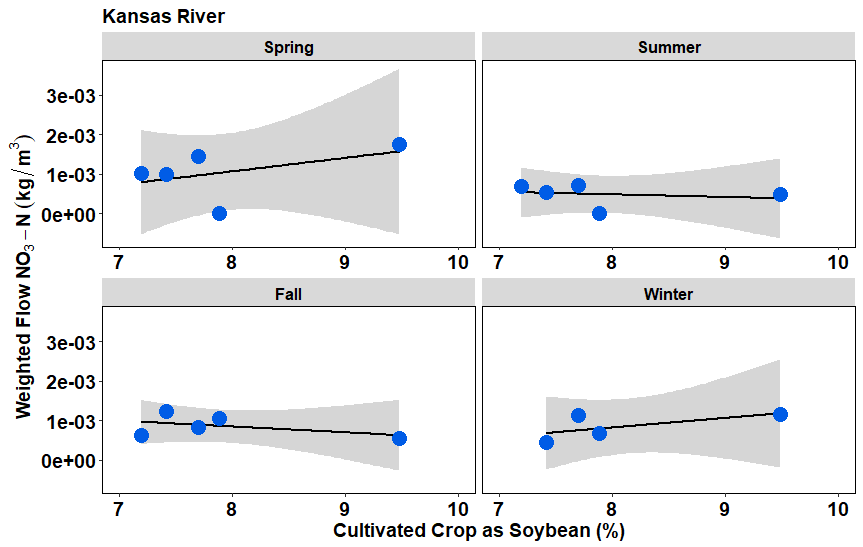 Kansas River
Spring Summer
3e-03
2e-03
1e-03
0e+00
7 8 9 10 7 8 9 10
Fall Winter
3e-03
2e-03
1e-03
0e+00
7 8 9 10 7 8 9 10
Weighted Flow NO₃−N (kg/m³)
Cultivated Crop as Soybean (%)